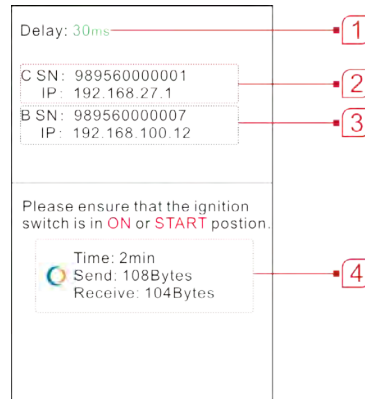 Delay: 30ms
1
C SN: 989560000001
IP: 192.168.27.1
2
B SN: 989560000007
IP: 192.168.100.12
3
Please ensure that the ignition
switch is in ON or START postion.
Time: 2min
Send: 108Bytes
Receive: 104Bytes
4